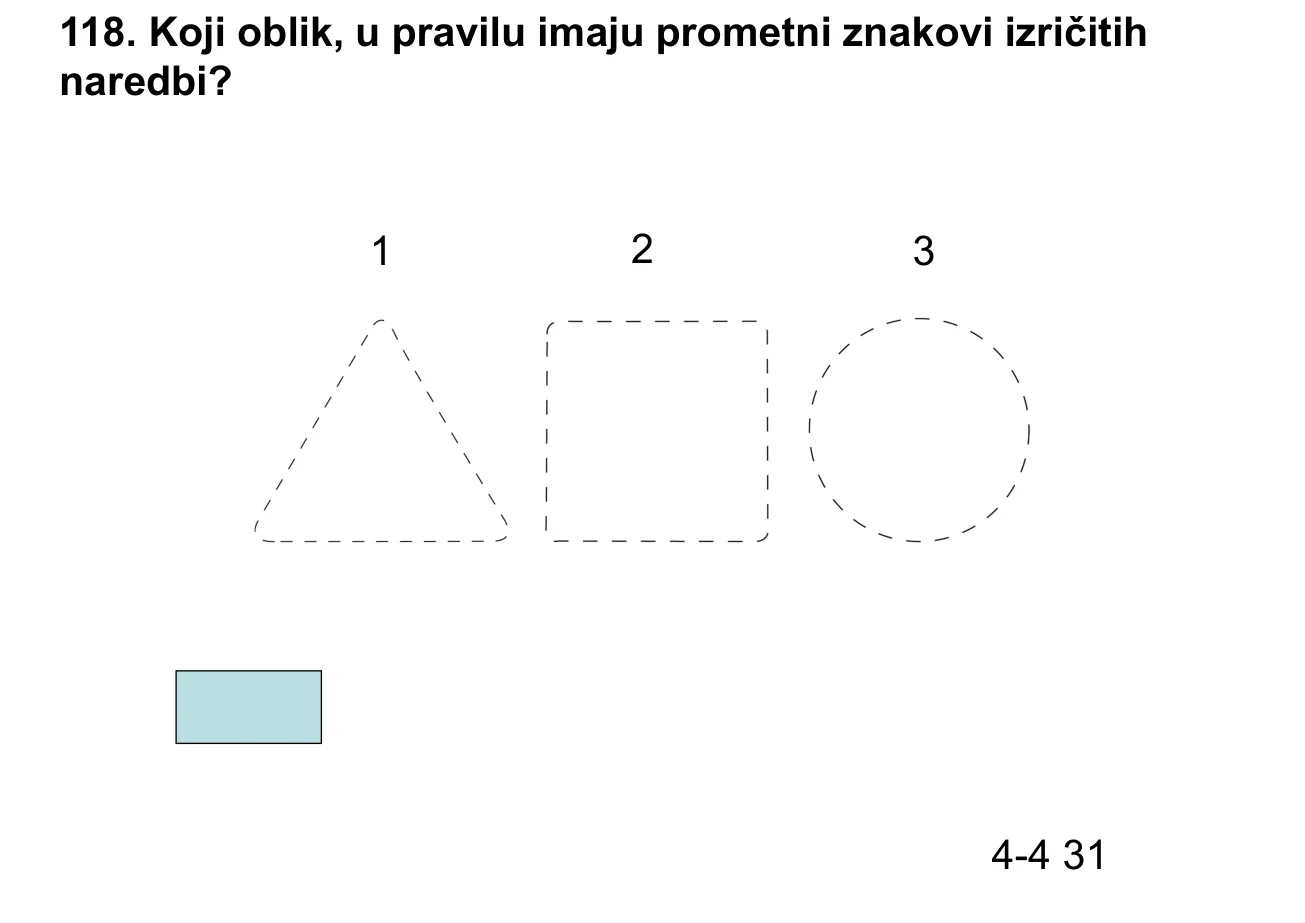 118. Koji oblik, u pravilu imaju prometni znakovi izričitih
naredbi?
1 2 3
4-4 31